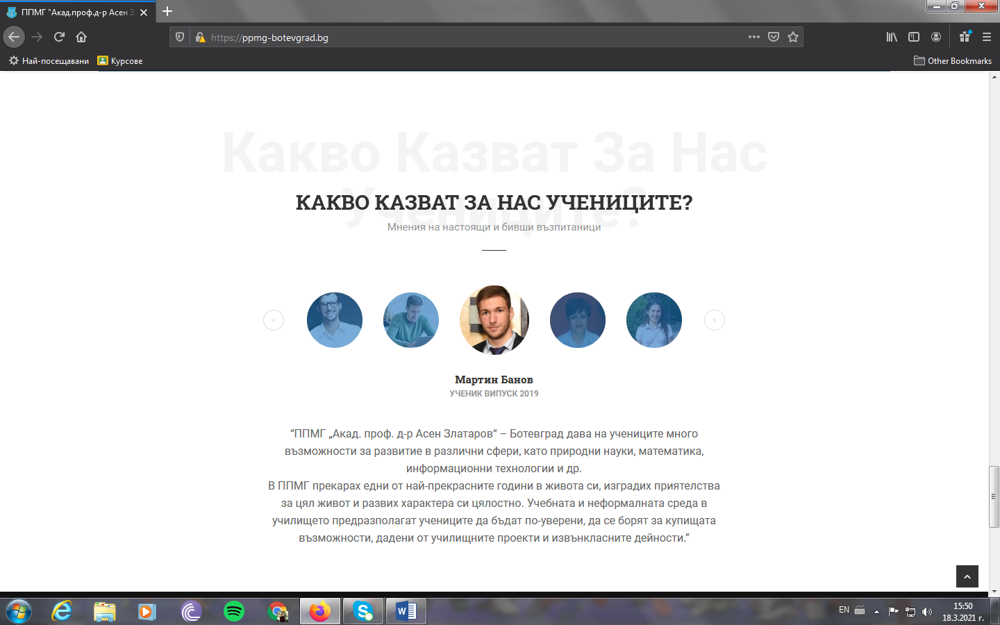 ППМГ "Акад.проф.д-р Асен З
https://ppmg-botevgrad.bg
Най-посещавани
Курсове
Other Bookmarks
Какво Казват За Нас
Учениците?
КАКВО КАЗВАТ ЗА НАС УЧЕНИЦИТЕ?
Мнения на настоящи и бивши възпитаници
Мартин Банов
УЧЕНИК ВИПУСК 2019
“ППМГ „Акад. проф. д-р Асен Златаров“ – Ботевград дава на учениците много
възможности за развитие в различни сфери, като природни науки, математика,
информационни технологии и др.
В ППМГ прекарах едни от най-прекрасните години в живота си, изградих приятелства
за цял живот и развих характера си цялостно. Учебната и неформалната среда в
училището предразполагат учениците да бъдат по-уверени, да се борят за купищата
възможности, дадени от училищните проекти и извънкласните дейности.”
EN
15:50
18.3.2021 г.